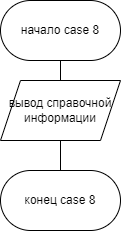 начало case 8
вывод справочной
информации
конец case 8